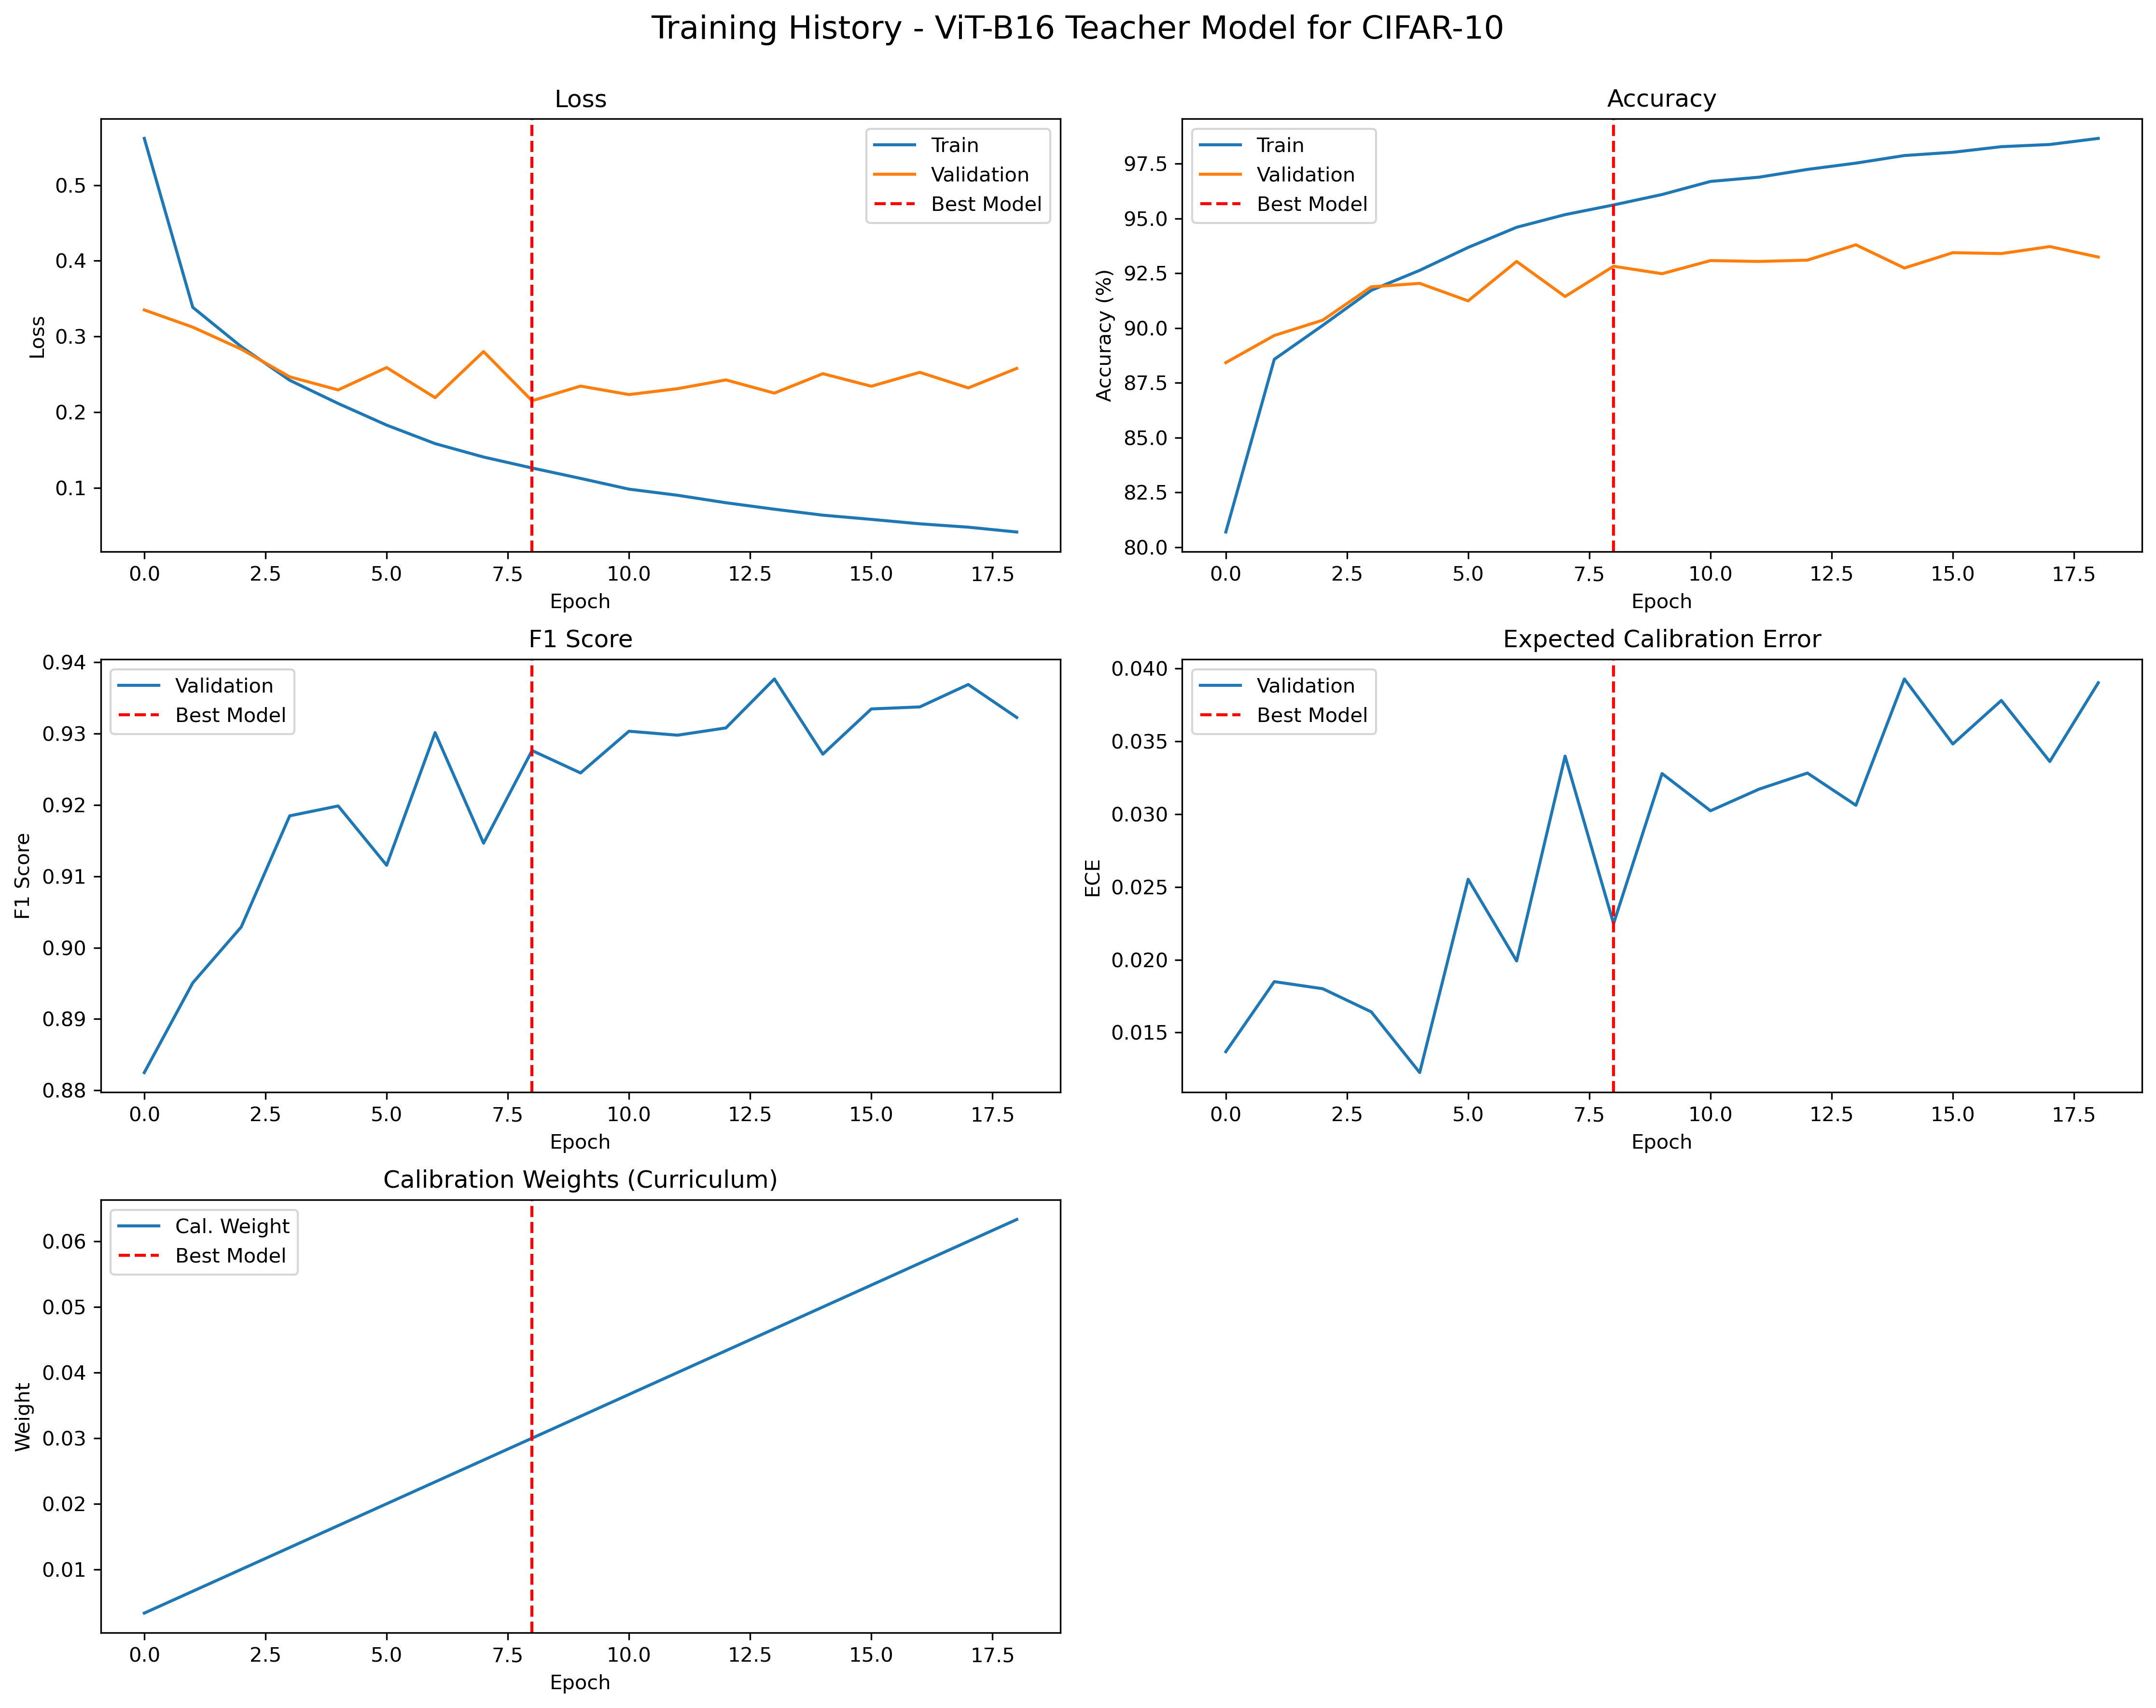 Training History - ViT-B16 Teacher Model for CIFAR-10
Loss
Train
Validation
Best Model
Loss
0.5
0.4
0.3
0.2
0.1
0.0 2.5 5.0 7.5 10.0 12.5 15.0 17.5
Epoch
Accuracy
Train
Validation
Best Model
Accuracy (%)
97.5
95.0
92.5
90.0
87.5
85.0
82.5
80.0
0.0 2.5 5.0 7.5 10.0 12.5 15.0 17.5
Epoch
F1 Score
Validation
Best Model
F1 Score
0.94
0.93
0.92
0.91
0.90
0.89
0.88
0.0 2.5 5.0 7.5 10.0 12.5 15.0 17.5
Epoch
Expected Calibration Error
Validation
Best Model
ECE
0.040
0.035
0.030
0.025
0.020
0.015
0.0 2.5 5.0 7.5 10.0 12.5 15.0 17.5
Epoch
Calibration Weights (Curriculum)
Cal. Weight
Best Model
Weight
0.06
0.05
0.04
0.03
0.02
0.01
0.0 2.5 5.0 7.5 10.0 12.5 15.0 17.5
Epoch